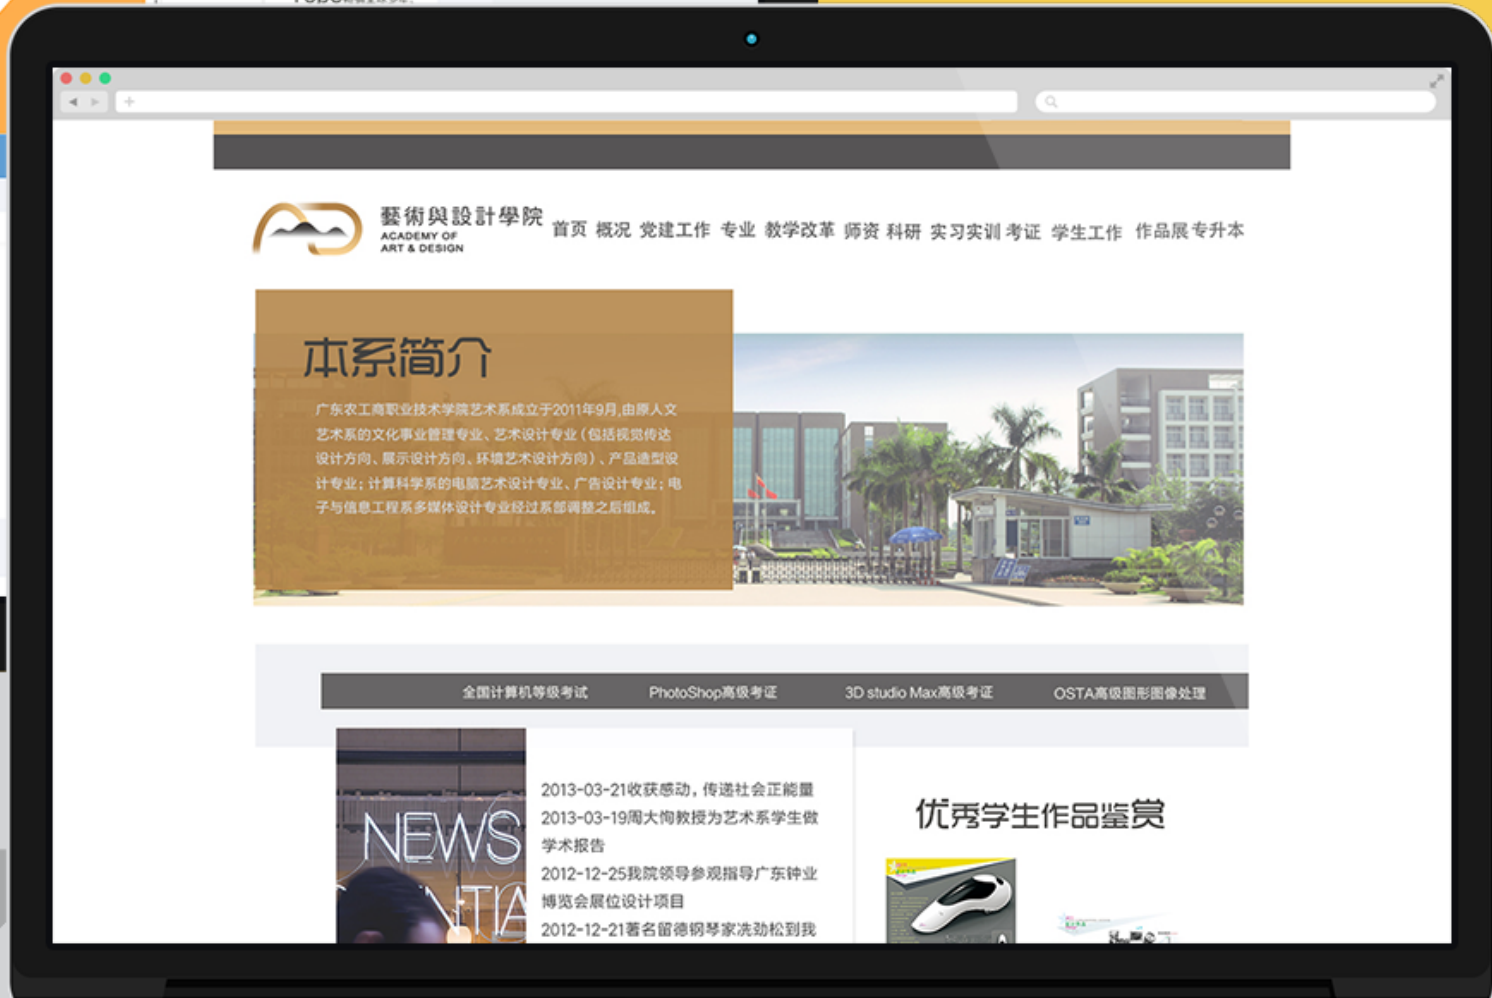 藝術與設計學院
ACADEMY OF
ART & DESIGN
首页 概况 党建工作 专业 教学改革 师资 科研 实习实训 考证 学生工作 作品展 专升本
本系简介
广东农工商职业技术学院艺术系成立于2011年9月,由原人文
艺术系的文化事业管理专业、艺术设计专业(包括视觉传达
设计方向、展示设计方向、环境艺术设计方向)、产品造型设
计专业;计算科学系的电脑艺术设计专业、广告设计专业;电
子与信息工程系多媒体设计专业经过系部调整之后组成。
全国计算机等级考试 PhotoShop高级考证 3D studio Max高级考证 OSTA高级图形图像处理
NEWS
NTIA
2013-03-21收获感动，传递社会正能量
2013-03-19周大恂教授为艺术系学生做
学术报告
2012-12-25我院领导参观指导广东钟业
博览会展位设计项目
2012-12-21著名留德钢琴家冼劲松到我
优秀学生作品鉴赏